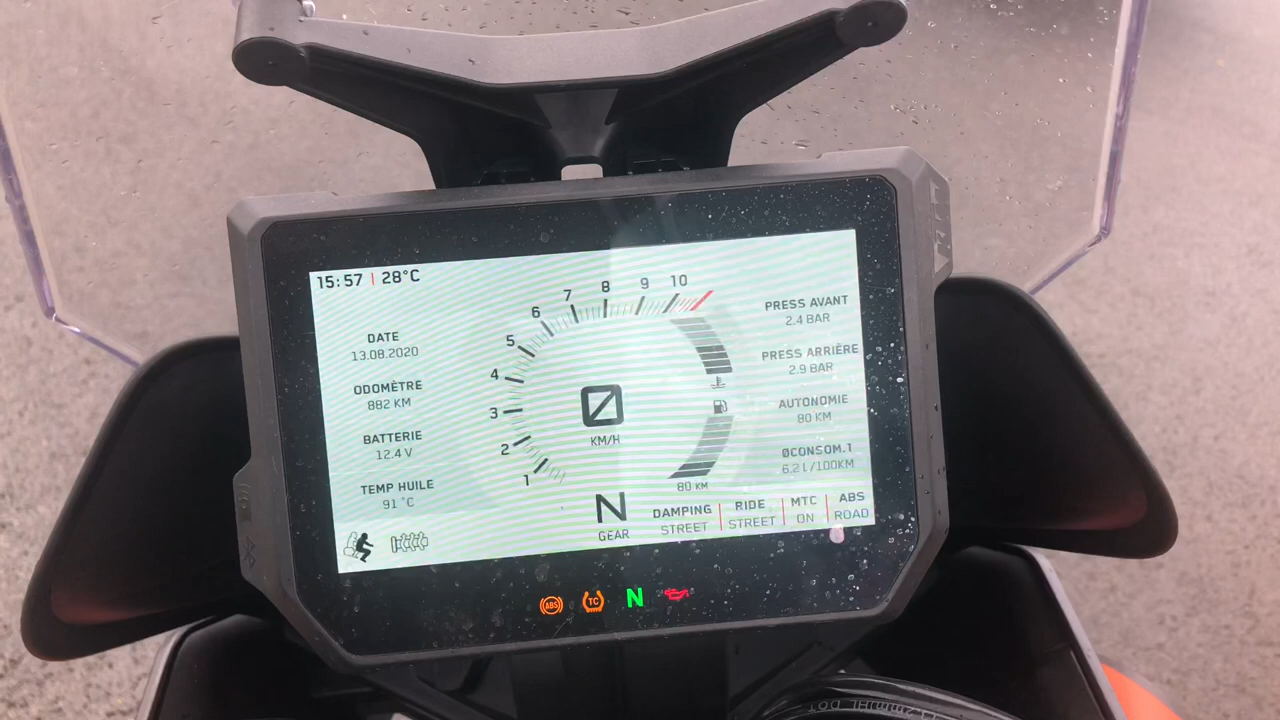 15:57 | 28°C
DATE
13.08.2020
ODOMÈTRE
882 KM
BATTERIE
12.4 V
TEMP HUILE
91 °C
1
2
3
4
5
6
7
8
9
10
0
KM/H
80 KM
N
GEAR
PRESS AVANT
2.4 BAR
PRESS ARRIÈRE
2.9 BAR
AUTONOMIE
80 KM
ØCONSOM.1
6.2 L/100KM
DAMPING
STREET
RIDE
STREET
MTC
ON
ABS
ROAD
ABS
TC
N
KTM